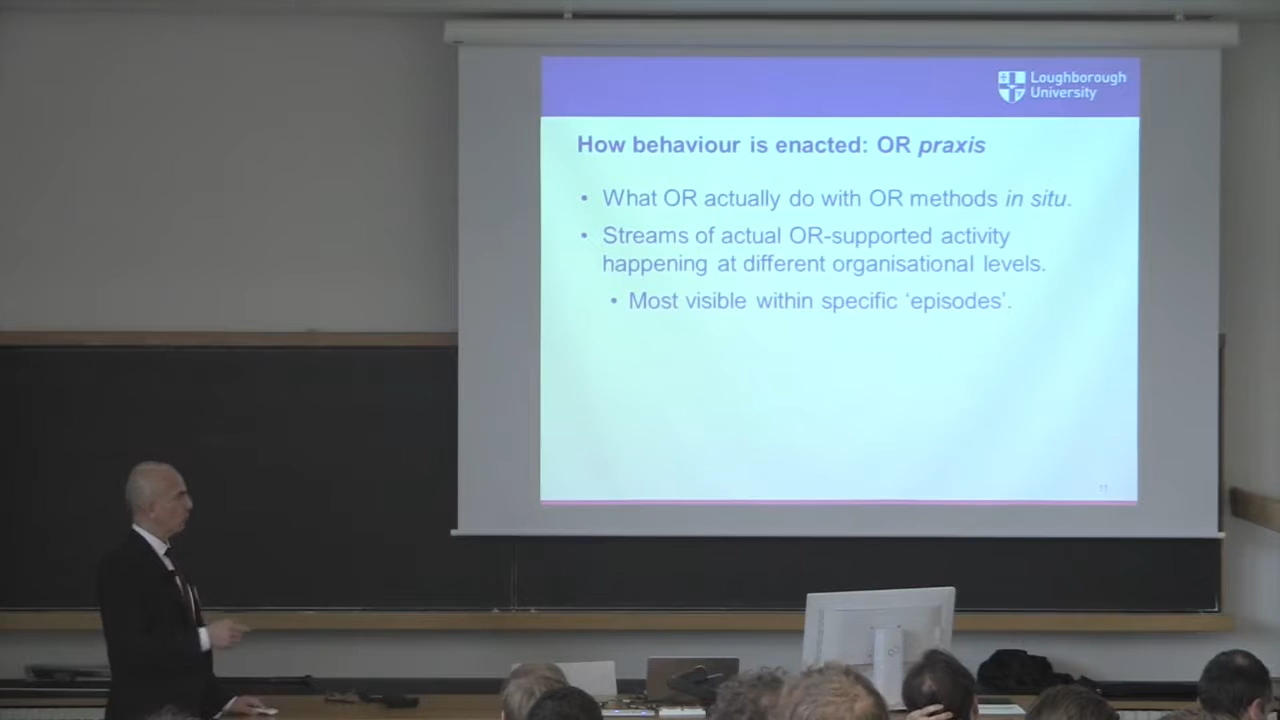 Loughborough
University
How behaviour is enacted: OR praxis
• What OR actually do with OR methods in situ.
• Streams of actual OR-supported activity
happening at different organisational levels.
• Most visible within specific ‘episodes’.
11